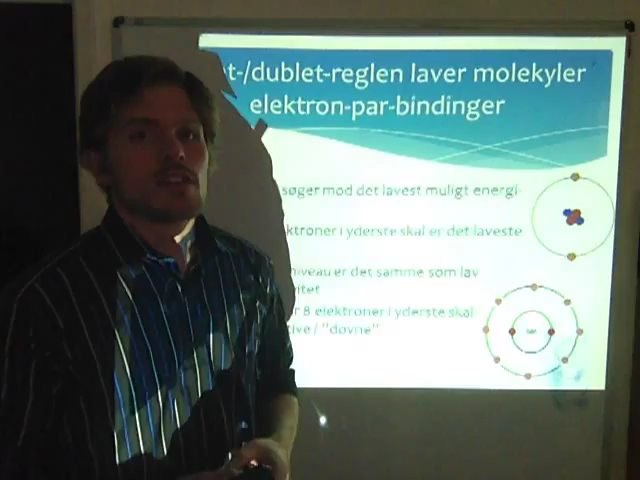 t-/dublet-reglen laver molekyler
elektron-par-bindinger
søger mod det lavest muligt energi-
ktroner i yderste skal er det laveste
niveau er det samme som lav
itet
r 8 elektroner i yderste skal
tive / "døvne"